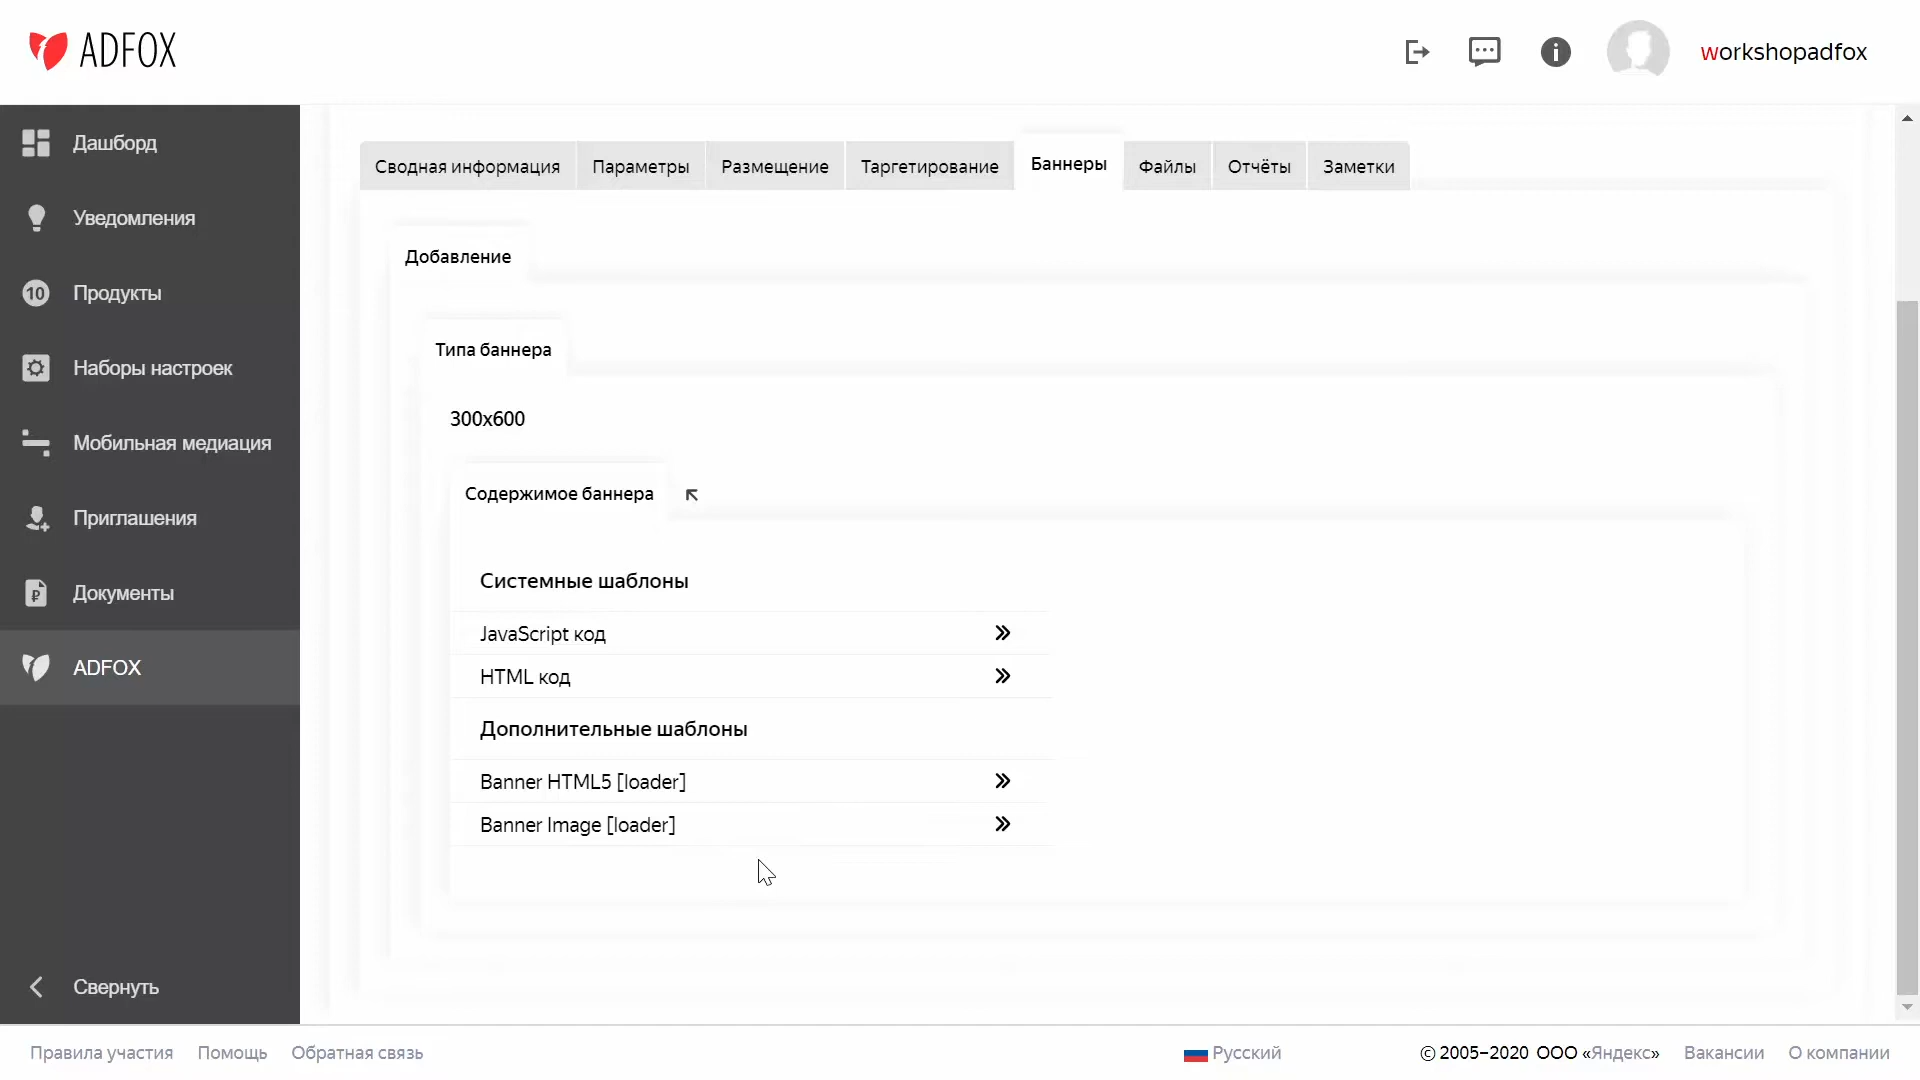 ADFOX
workshopadfox
Дашборд
Уведомления
10 Продукты
Наборы настроек
Мобильная медиация
Приглашения
Документы
ADFOX
Свернуть
Сводная информация Параметры Размещение Таргетирование Баннеры Файлы Отчёты Заметки
Добавление
Типа баннера
300x600
Содержимое баннера
Системные шаблоны
JavaScript код
HTML код
Дополнительные шаблоны
Banner HTML5 [loader]
Banner Image [loader]
Правила участия Помощь Обратная связь Русский © 2005–2020 ООО «Яндекс» Вакансии О компании